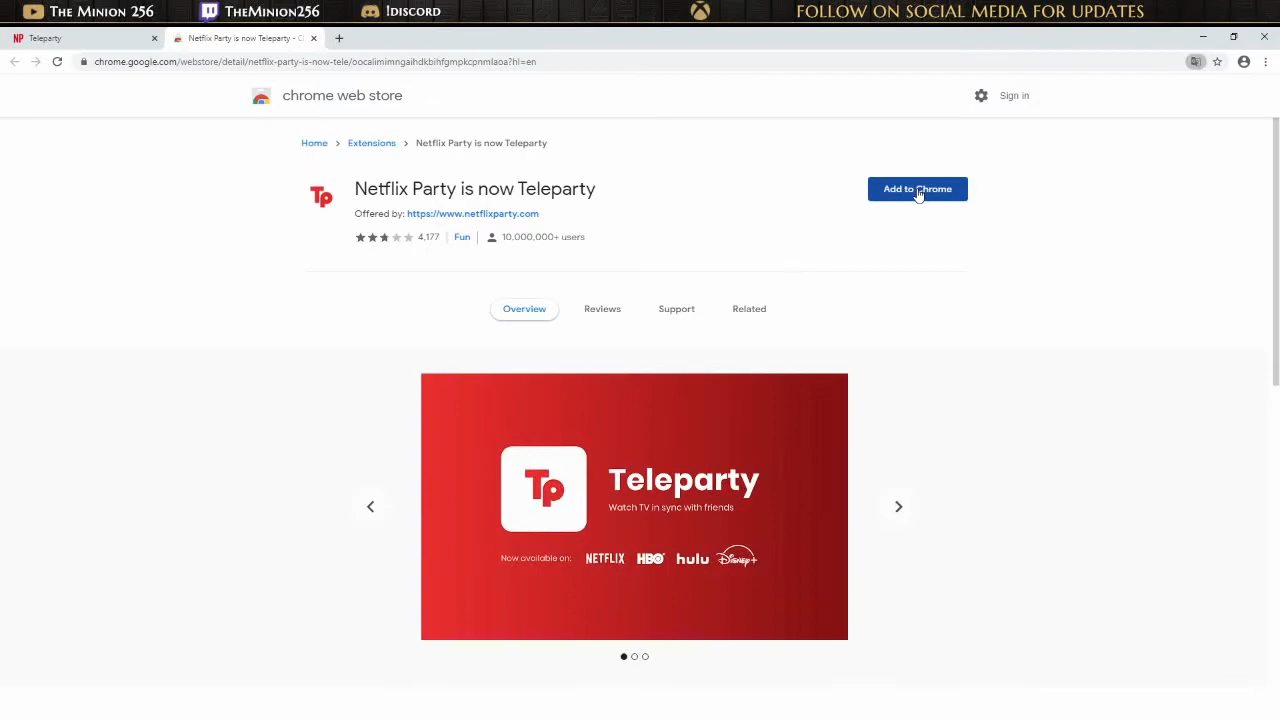 The Minion 256
TheMinion256
!Discord
Follow on social media for updates
NP Teleparty
Netflix Party is now Teleparty - C
chrome.google.com/webstore/detail/netflix-party-is-now-tele/oocalimimngaihdkbihfgmpkcpnmlaoa?hl=en
chrome web store
Sign in
Home
Extensions
Netflix Party is now Teleparty
Tp
Netflix Party is now Teleparty
Add to Chrome
Offered by: https://www.netflixparty.com
4,177
Fun
10,000,000+ users
Overview
Reviews
Support
Related
Tp
Teleparty
Watch TV in sync with friends
Now available on: NETFLIX HBO hulu Disney+